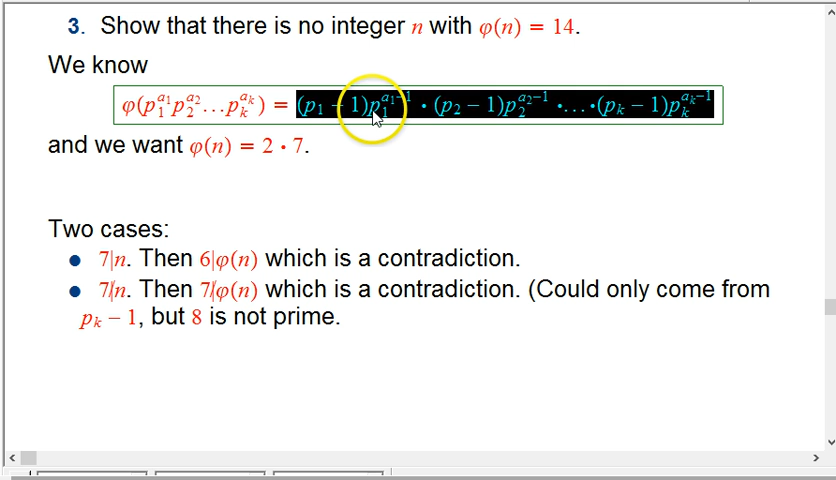 3. Show that there is no integer n with φ(n) = 14.
We know
φ(p₁^{a₁}p₂^{a₂}…pₖ^{aₖ}) = (p₁ − 1)p₁^{a₁−1} · (p₂ − 1)p₂^{a₂−1} ·…·(pₖ − 1)pₖ^{aₖ−1}
and we want φ(n) = 2 · 7.
Two cases:
● 7|n. Then 6|φ(n) which is a contradiction.
● 7∤n. Then 7∤φ(n) which is a contradiction. (Could only come from
pₖ − 1, but 8 is not prime.